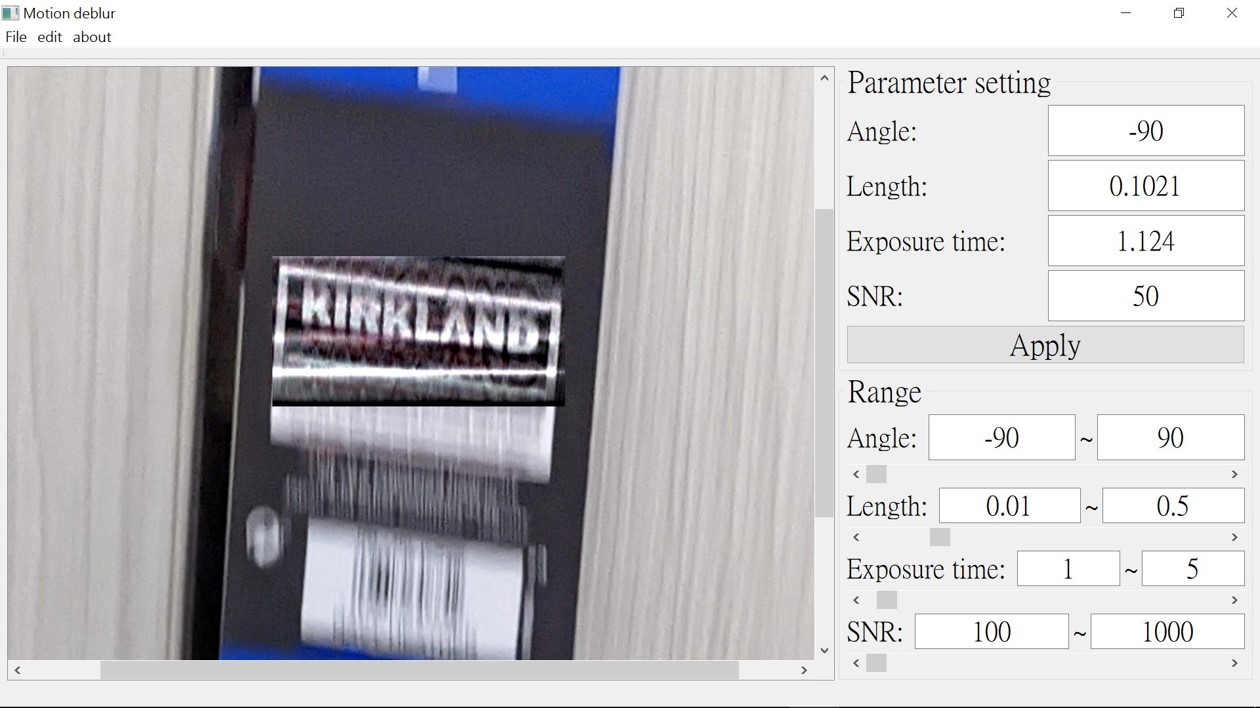 Motion deblur
File edit about
KIRKLAND
Parameter setting
Angle: -90
Length: 0.1021
Exposure time: 1.124
SNR: 50
Apply
Range
Angle: -90 ~ 90
Length: 0.01 ~ 0.5
Exposure time: 1 ~ 5
SNR: 100 ~ 1000